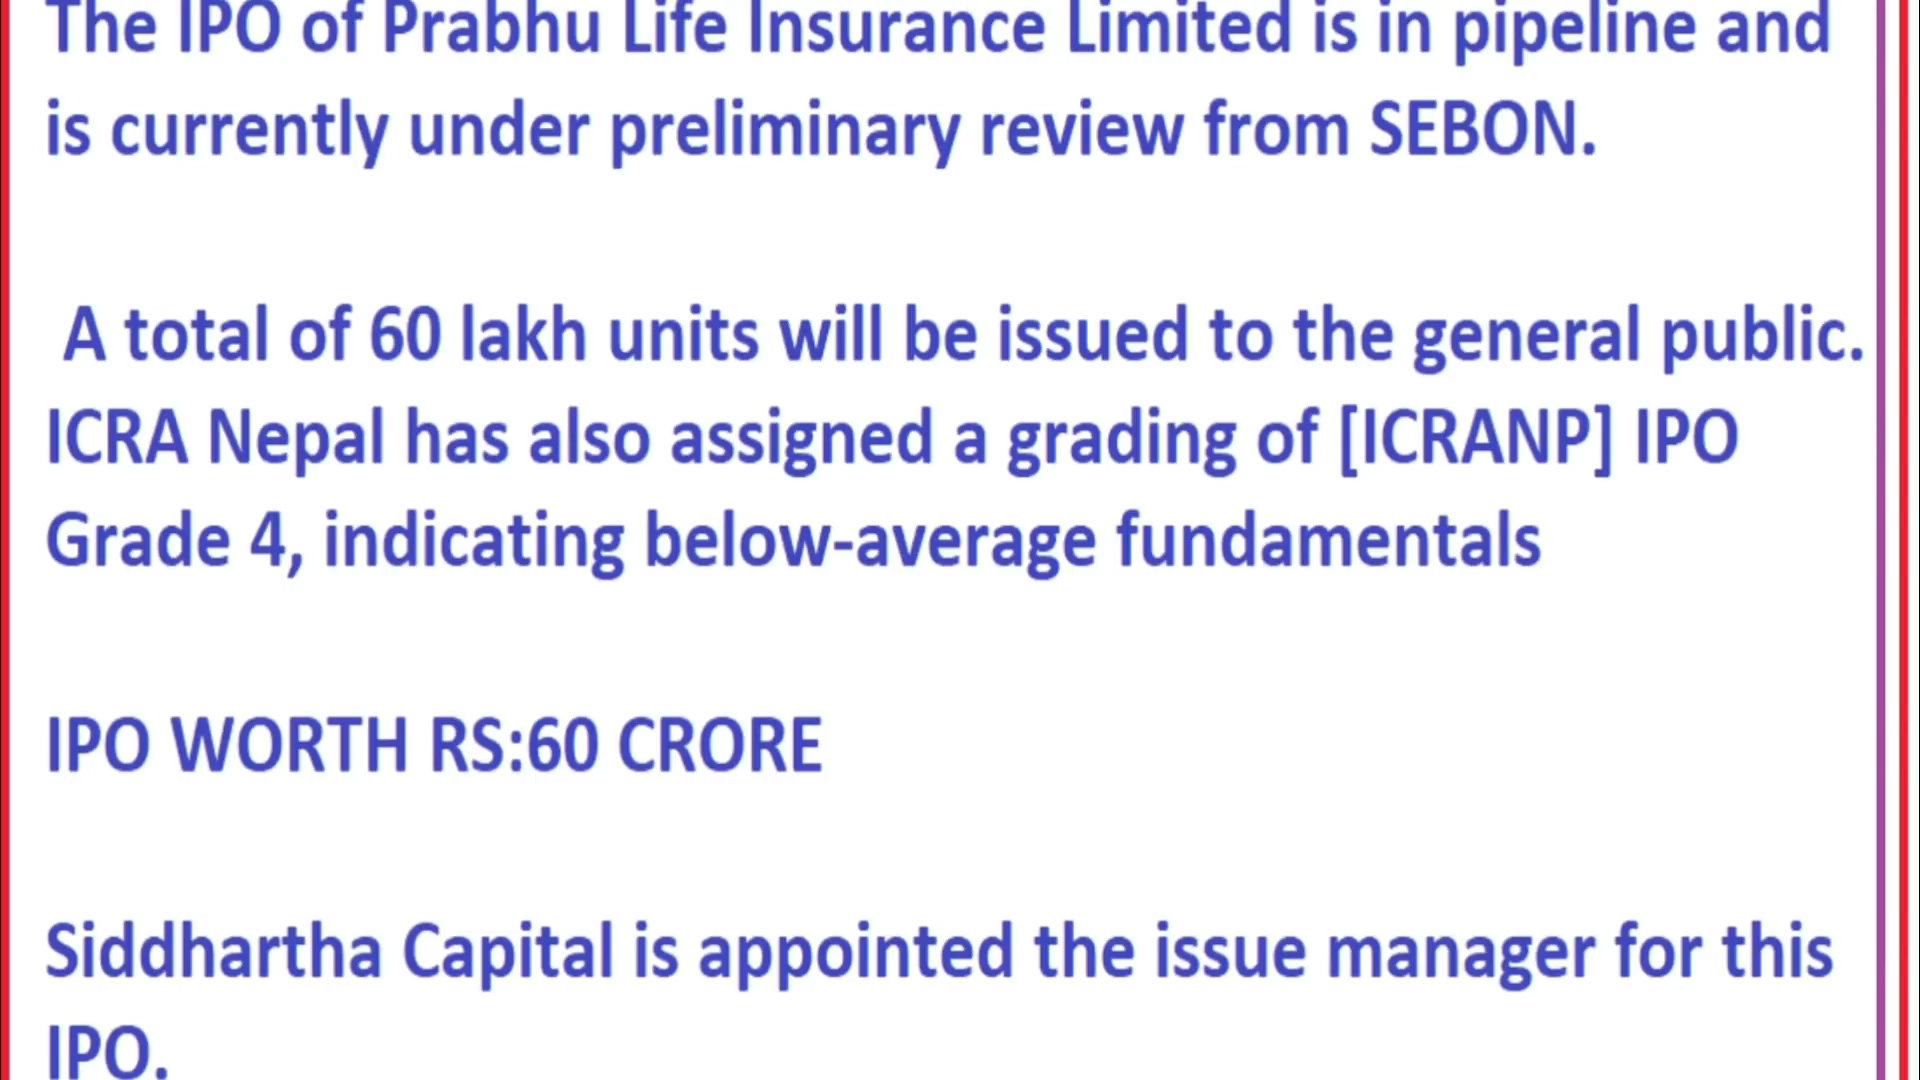 The IPO of Prabhu Life Insurance Limited is in pipeline and
is currently under preliminary review from SEBON.
A total of 60 lakh units will be issued to the general public.
ICRA Nepal has also assigned a grading of [ICRANP] IPO
Grade 4, indicating below-average fundamentals
IPO WORTH RS:60 CRORE
Siddhartha Capital is appointed the issue manager for this
IPO.